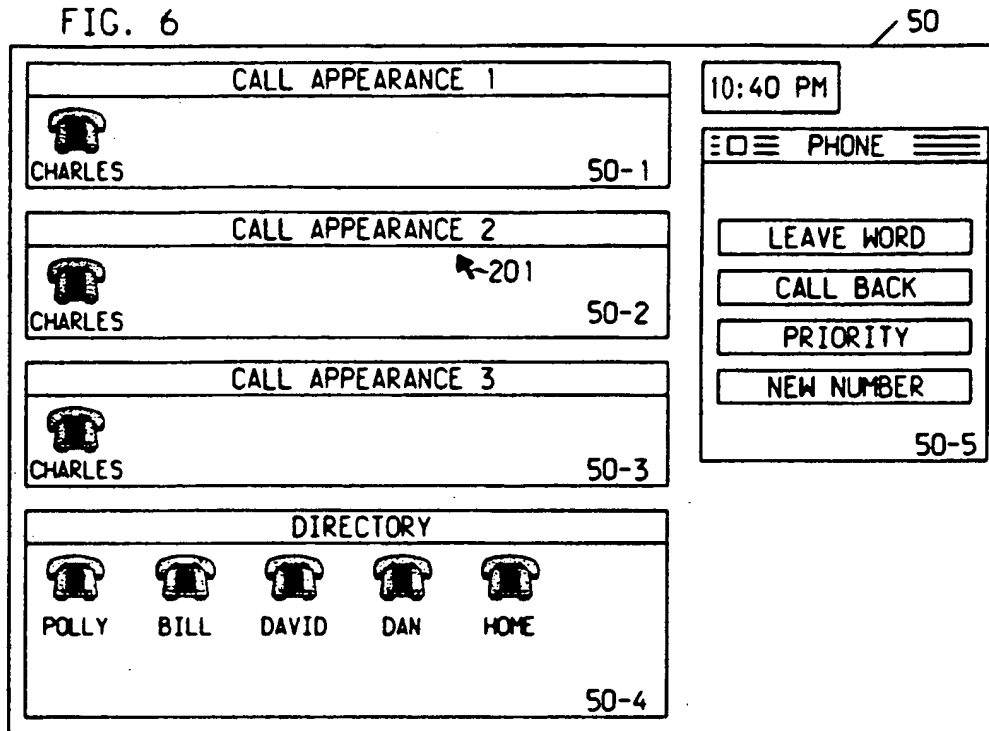 FIG. 6
50
CALL APPEARANCE 1
CHARLES
50-1
CALL APPEARANCE 2
201
CHARLES
50-2
CALL APPEARANCE 3
CHARLES
50-3
DIRECTORY
POLLY BILL DAVID DAN HOME
50-4
10:40 PM
PHONE
LEAVE WORD
CALL BACK
PRIORITY
NEW NUMBER
50-5